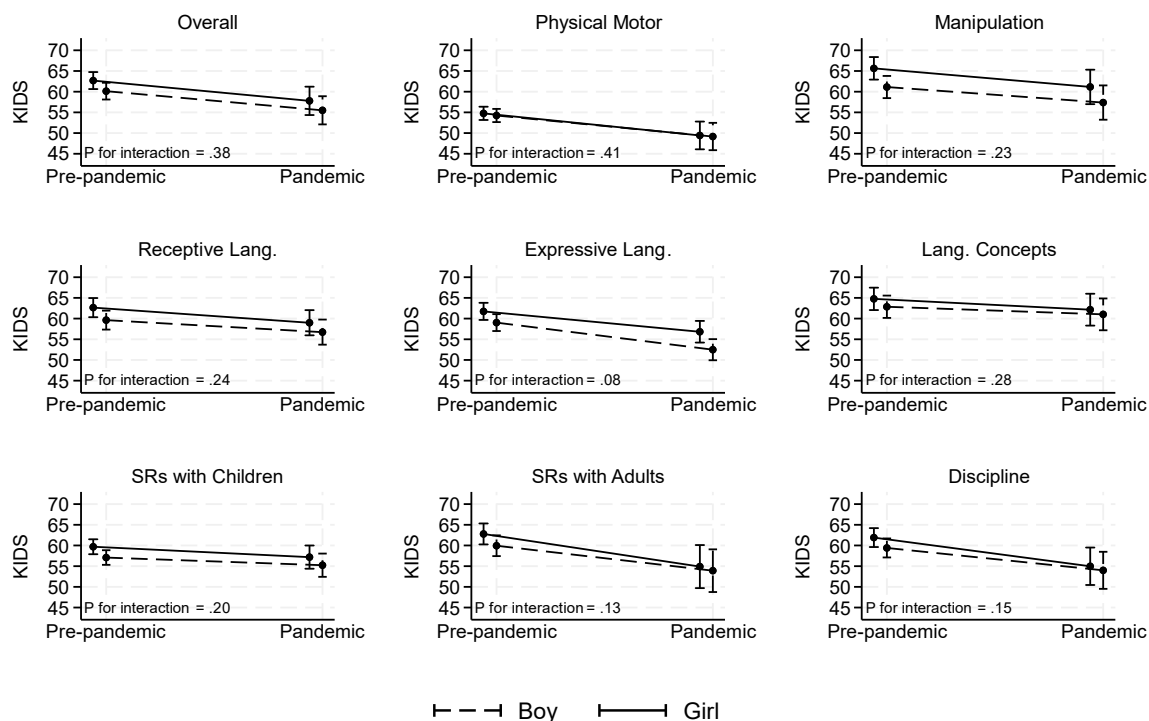 Overall
KIDS
70
65
60
55
50
45
P for interaction = .38
Pre-pandemic Pandemic
Physical Motor
KIDS
70
65
60
55
50
45
P for interaction = .41
Pre-pandemic Pandemic
Manipulation
KIDS
70
65
60
55
50
45
P for interaction = .23
Pre-pandemic Pandemic
Receptive Lang.
KIDS
70
65
60
55
50
45
P for interaction = .24
Pre-pandemic Pandemic
Expressive Lang.
KIDS
70
65
60
55
50
45
P for interaction = .08
Pre-pandemic Pandemic
Lang. Concepts
KIDS
70
65
60
55
50
45
P for interaction = .28
Pre-pandemic Pandemic
SRs with Children
KIDS
70
65
60
55
50
45
P for interaction = .20
Pre-pandemic Pandemic
SRs with Adults
KIDS
70
65
60
55
50
45
P for interaction = .13
Pre-pandemic Pandemic
Discipline
KIDS
70
65
60
55
50
45
P for interaction = .15
Pre-pandemic Pandemic
Boy Girl